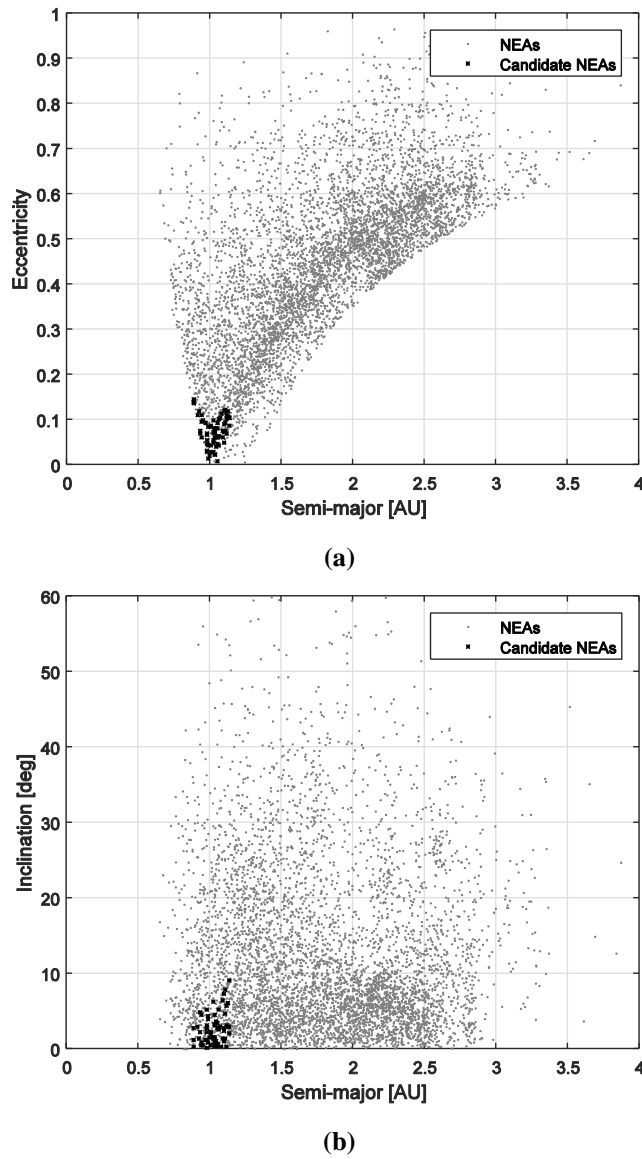 1
0.9
0.8
0.7
0.6
0.5
0.4
0.3
0.2
0.1
0
Eccentricity
NEAs
Candidate NEAs
0 0.5 1 1.5 2 2.5 3 3.5 4
Semi-major [AU]
(a)
60
50
40
30
20
10
0
Inclination [deg]
NEAs
Candidate NEAs
0 0.5 1 1.5 2 2.5 3 3.5 4
Semi-major [AU]
(b)